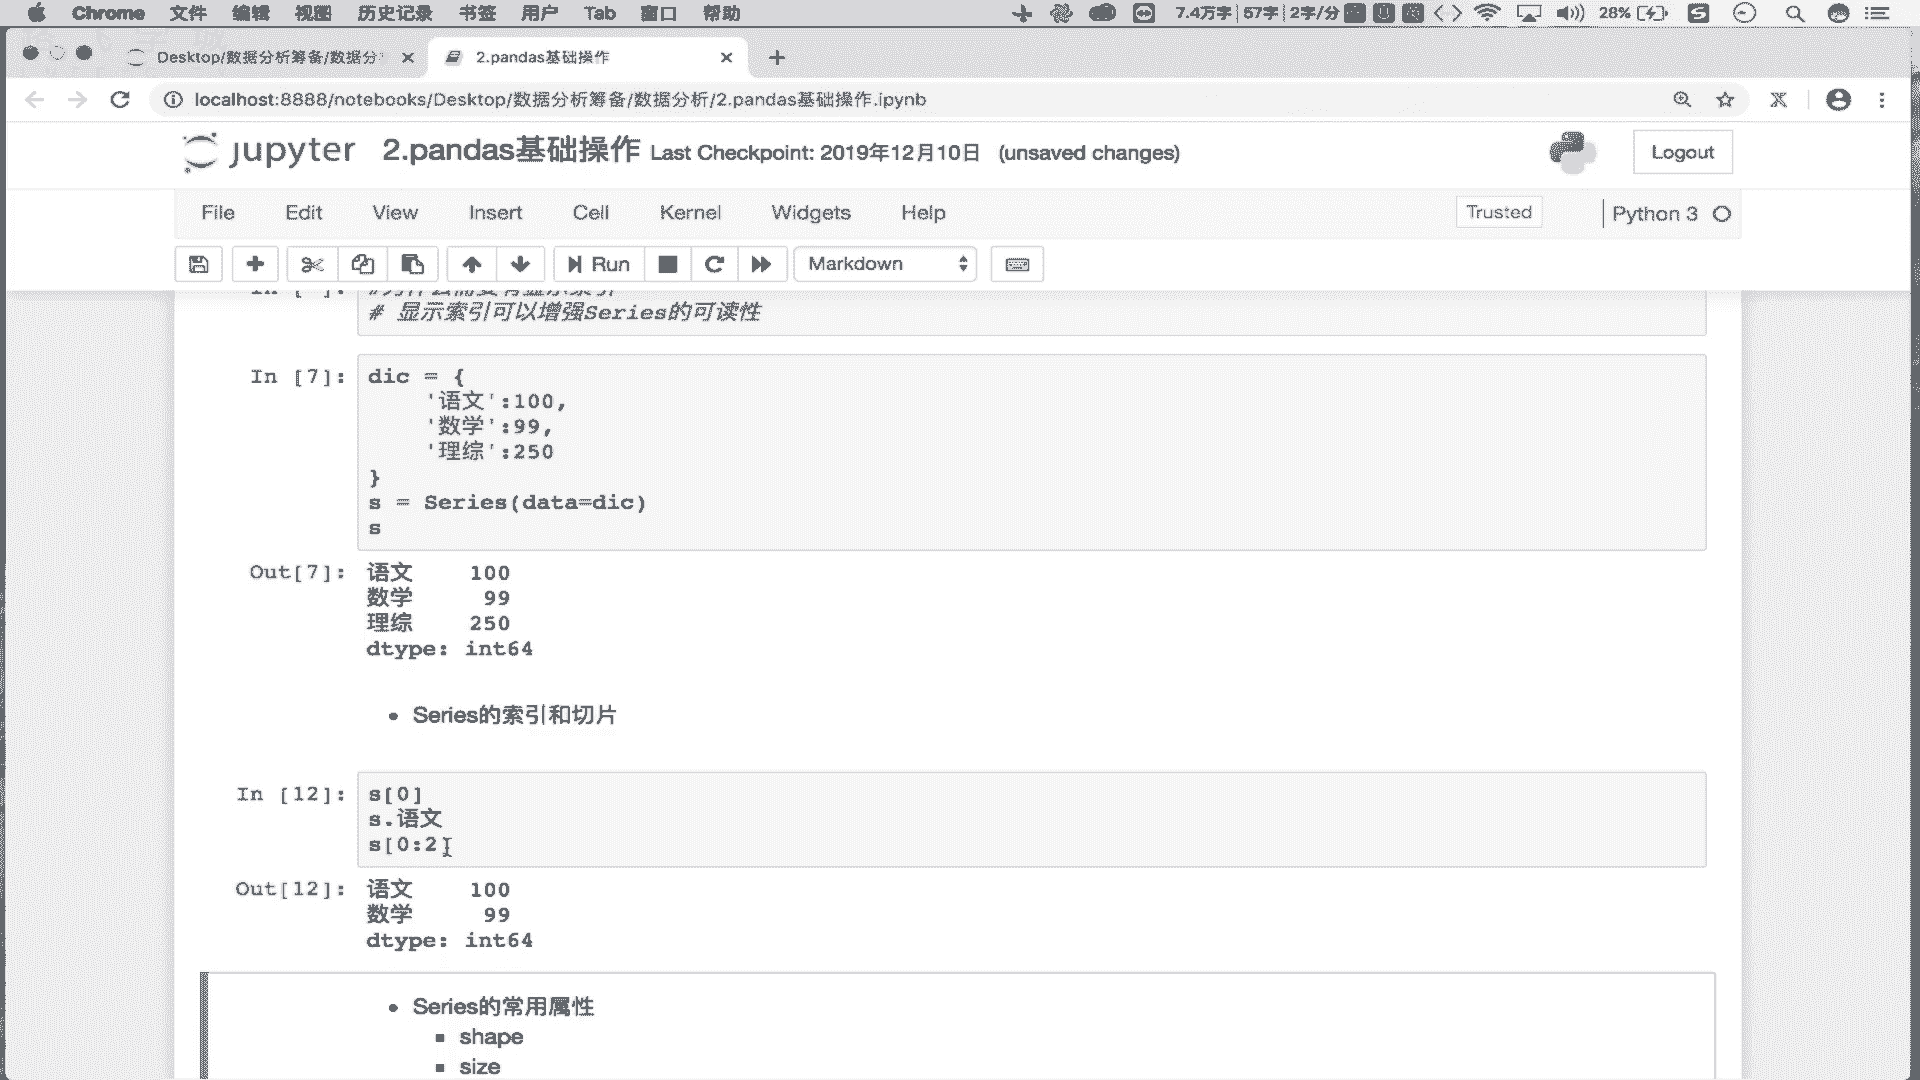 Chrome 文件 编辑 视图 历史记录 书签 用户 Tab 窗口 帮助 7.4万字 57字 2字/分 28%
Desktop/数据分析筹备/数据分 2.pandas基础操作
localhost:8888/notebooks/Desktop/数据分析筹备/数据分析/2.pandas基础操作.ipynb
jupyter 2.pandas基础操作 Last Checkpoint: 2019年12月10日 (unsaved changes) Logout
File Edit View Insert Cell Kernel Widgets Help Trusted Python 3
Run Markdown
# 显示索引可以增强Series的可读性
In [7]: dic = {
'语文':100,
'数学':99,
'理综':250
}
s = Series(data=dic)
s
Out[7]: 语文 100
数学 99
理综 250
dtype: int64
Series的索引和切片
In [12]: s[0]
s.语文
s[0:2]
Out[12]: 语文 100
数学 99
dtype: int64
Series的常用属性
shape
size